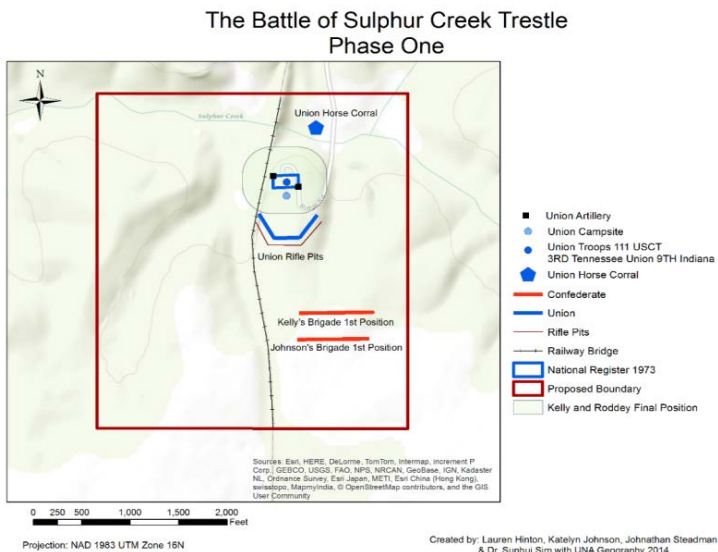 The Battle of Sulphur Creek Trestle
Phase One
N
Sulphur Creek
Union Horse Corral
Union Rifle Pits
Kelly's Brigade 1st Position
Johnson's Brigade 1st Position
Union Artillery
Union Campsite
Union Troops 111 USCT
3RD Tennessee Union 9TH Indiana
Union Horse Corral
Confederate
Union
Rifle Pits
Railway Bridge
National Register 1973
Proposed Boundary
Kelly and Roddey Final Position
Sources: Esri, HERE, DeLorme, TomTom, Intermap, increment P
Corp., GEBCO, USGS, FAO, NPS, NRCAN, GeoBase, IGN, Kadaster
NL, Ordnance Survey, Esri Japan, METI, Esri China (Hong Kong),
swisstopo, MapmyIndia, © OpenStreetMap contributors, and the GIS
User Community
0 250 500 1,000 1,500 2,000
Feet
Projection: NAD 1983 UTM Zone 16N
Created by: Lauren Hinton, Katelyn Johnson, Johnathan Steadman
& Dr. Sunhui Sim with UNA Geography 2014